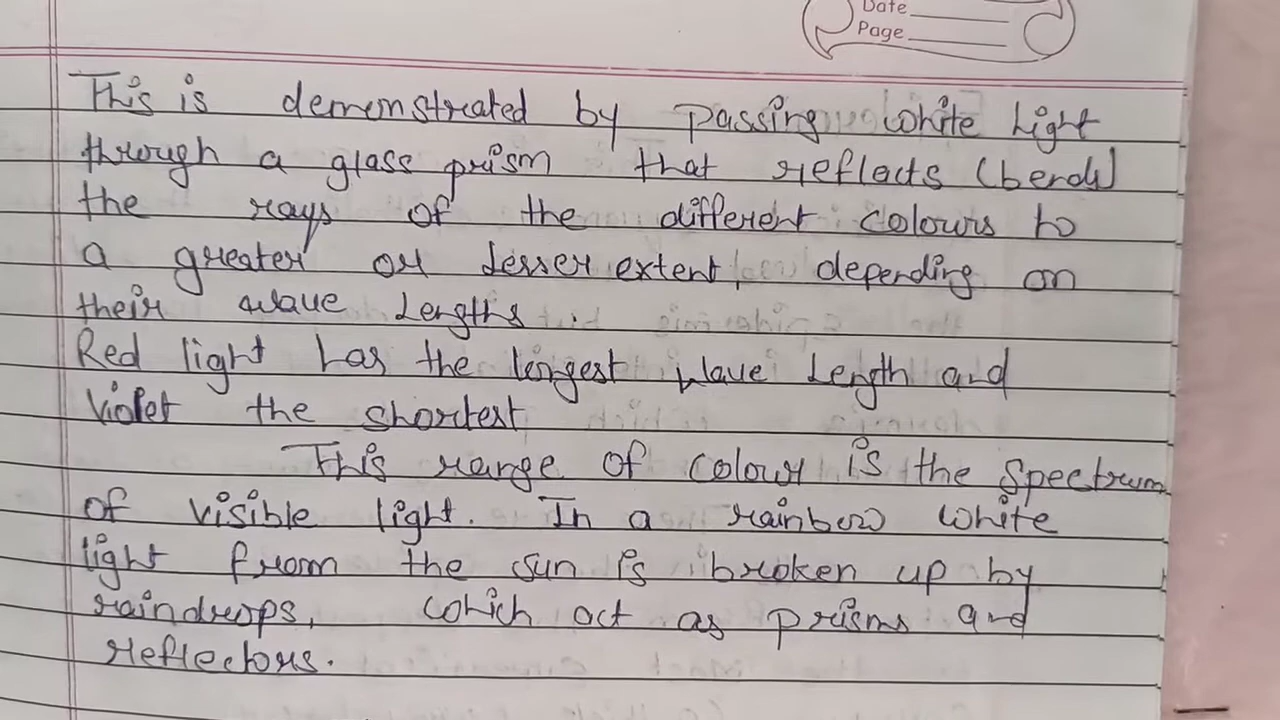 Date
Page
This is demonstrated by passing white light
through a glass prism that reflects (bends)
the rays of the different colours to
a greater or lesser extent, depending on
their wave lengths.
Red light has the longest wave length and
Violet the shortest
This range of colour is the spectrum
of visible light. In a rainbow white
light from the sun is broken up by
raindrops, which act as prisms and
reflectors.